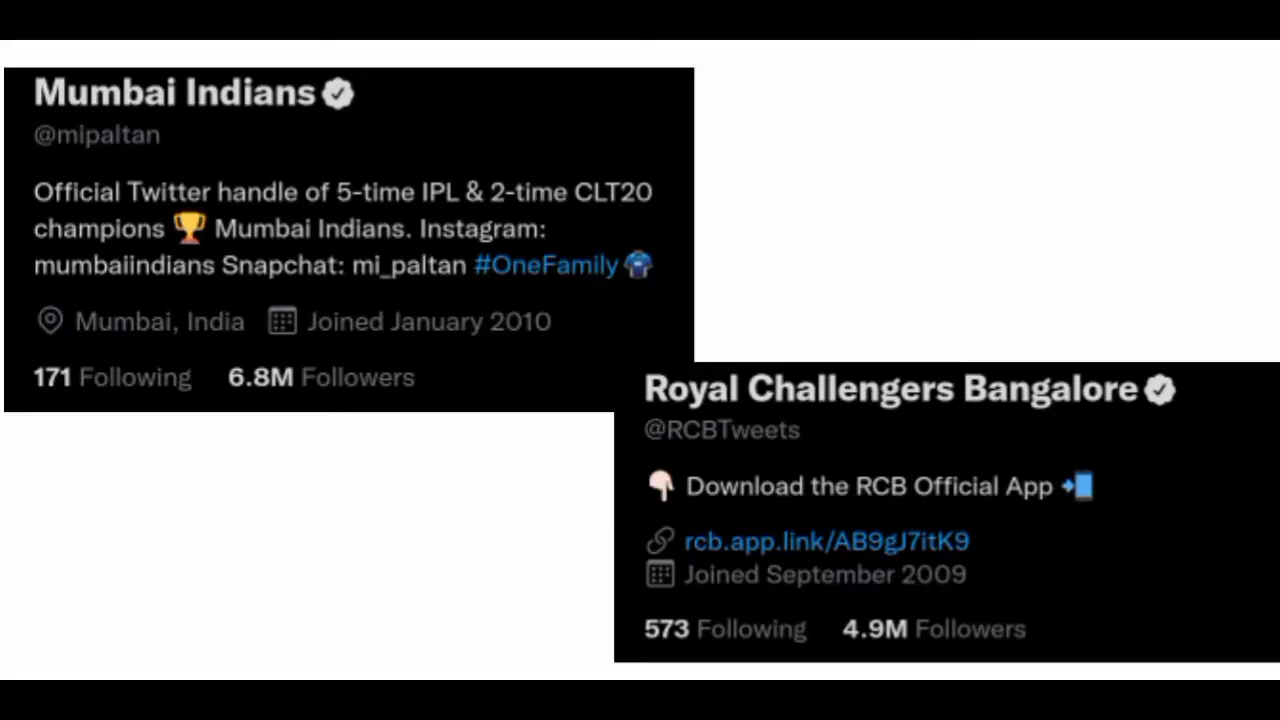 Mumbai Indians
@mipaltan
Official Twitter handle of 5-time IPL & 2-time CLT20
champions 🏆 Mumbai Indians. Instagram:
mumbaiindians Snapchat: mi_paltan #OneFamily
Mumbai, India Joined January 2010
171 Following 6.8M Followers
Royal Challengers Bangalore
@RCBTweets
👇🏻 Download the RCB Official App 📲
rcb.app.link/AB9gJ7itK9
Joined September 2009
573 Following 4.9M Followers